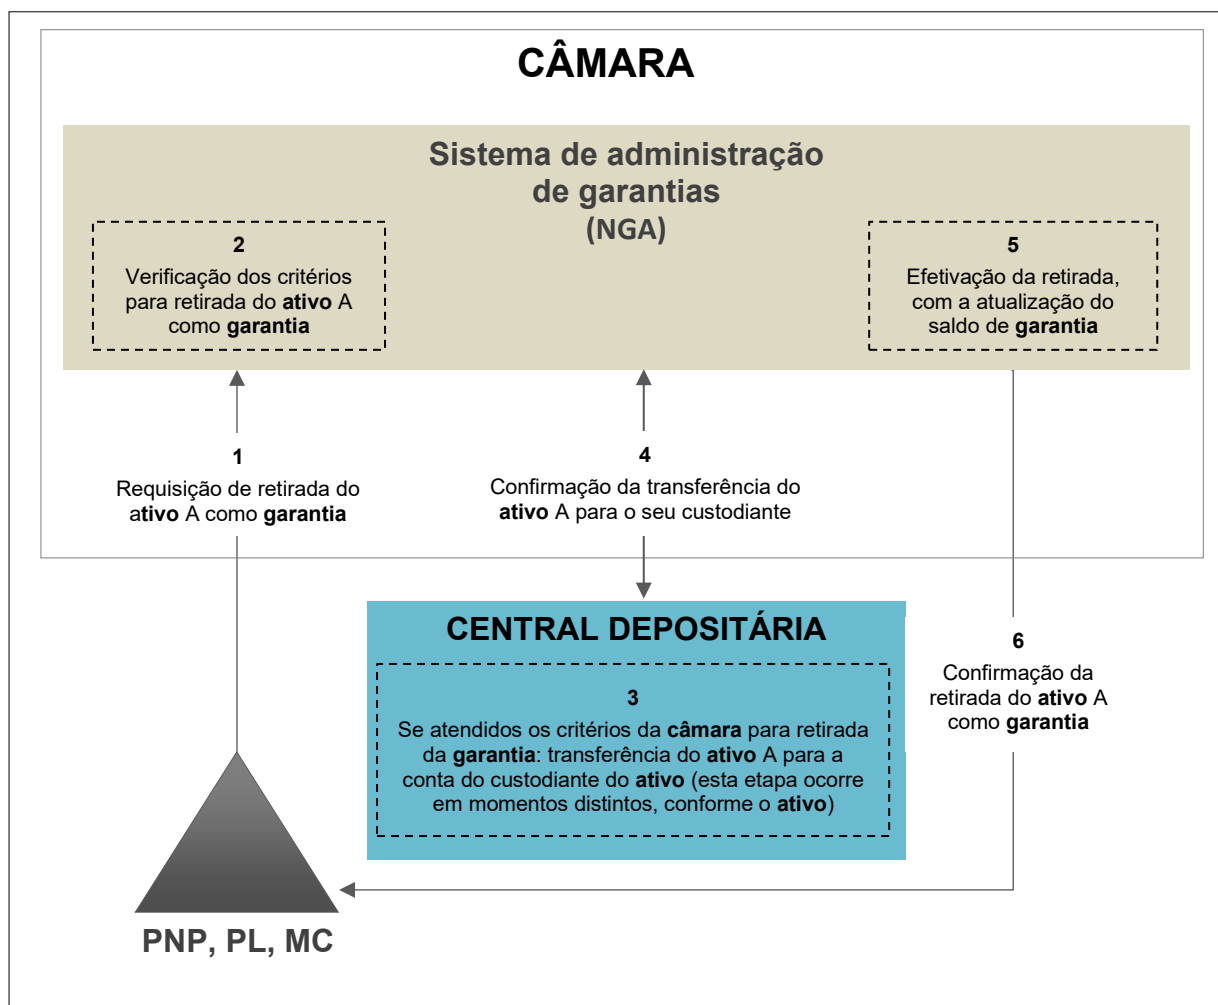 CÂMARA
Sistema de administração
de garantias
(NGA)
2
Verificação dos critérios
para retirada do ativo A
como garantia
5
Efetivação da retirada,
com a atualização do
saldo de garantia
1
Requisição de retirada do
ativo A como garantia
4
Confirmação da transferência do
ativo A para o seu custodiante
CENTRAL DEPOSITÁRIA
3
Se atendidos os critérios da câmara para retirada
da garantia: transferência do ativo A para a
conta do custodiante do ativo (esta etapa ocorre
em momentos distintos, conforme o ativo)
6
Confirmação da
retirada do ativo A
como garantia
PNP, PL, MC